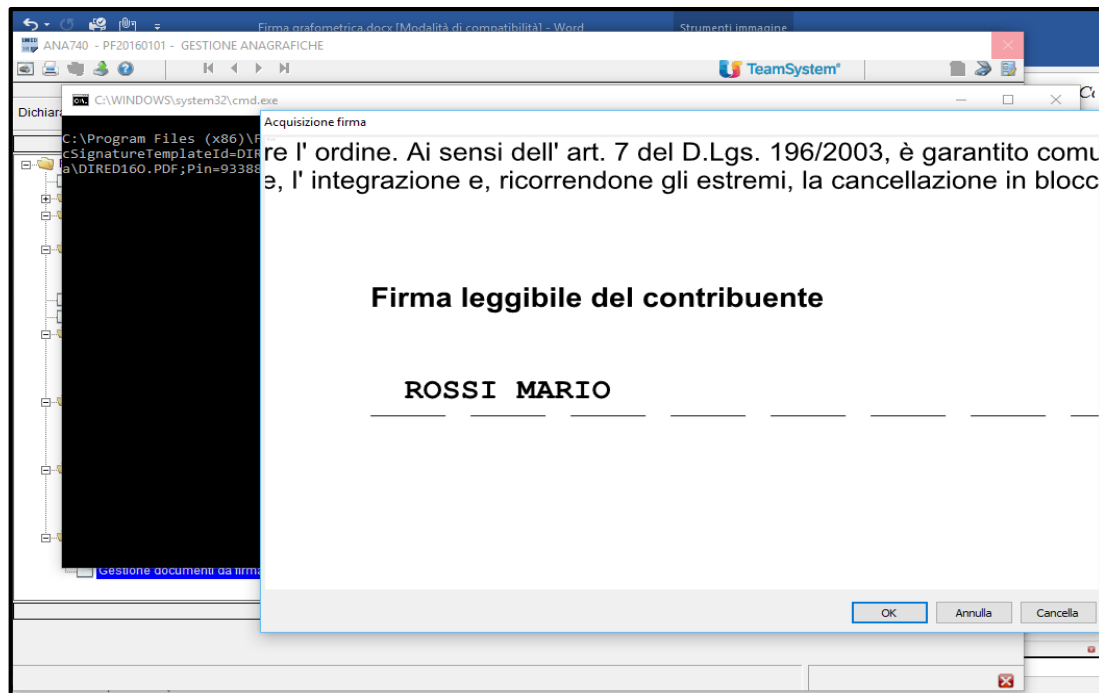 Firma grafometrica.docx [Modalità di compatibilità] - Word
Strumenti immagine
ANA740 - PF20160101 - GESTIONE ANAGRAFICHE
TeamSystem®
Dichiar
C:\WINDOWS\system32\cmd.exe
C:\Program Files (x86)\F
cSignatureTemplateId=DIR
a\DIRED16O.PDF;Pin=93388
Acquisizione firma
re l' ordine. Ai sensi dell' art. 7 del D.Lgs. 196/2003, è garantito comu
e, l' integrazione e, ricorrendone gli estremi, la cancellazione in blocc
Firma leggibile del contribuente
ROSSI MARIO
Gestione documenti da firma
OK
Annulla
Cancella